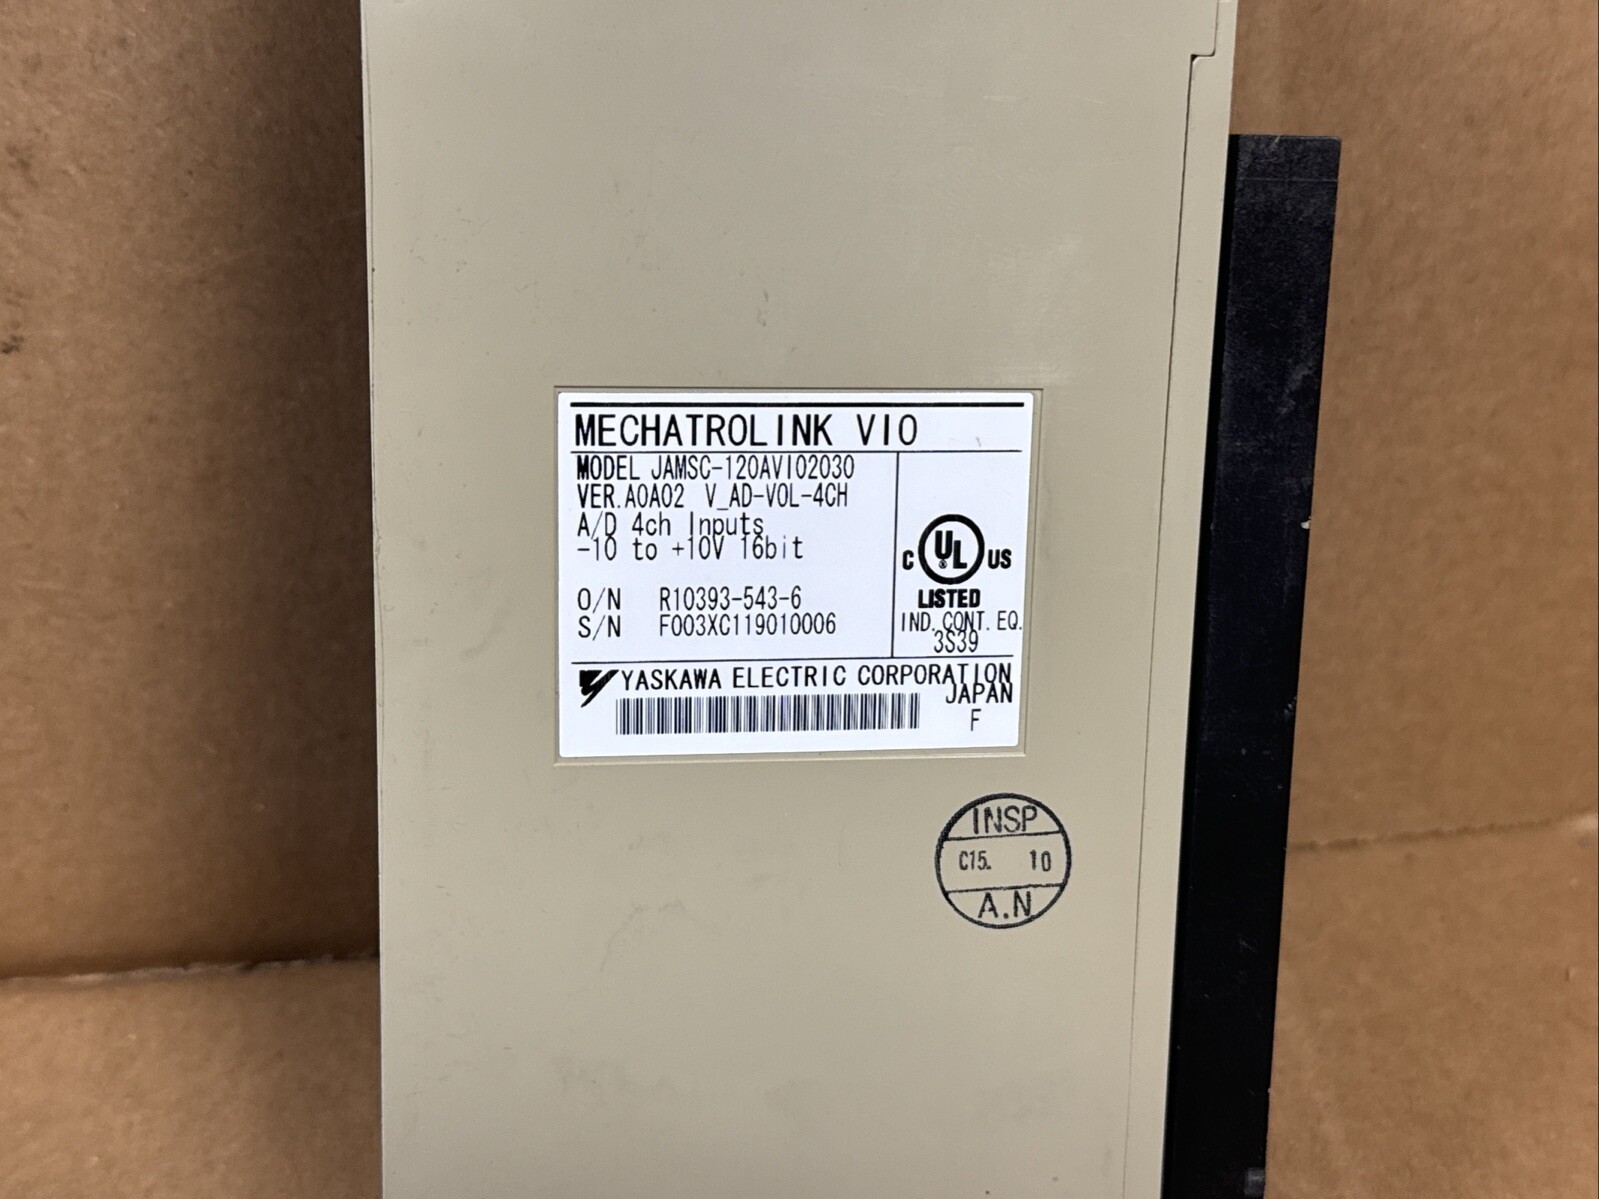 MECHATROLINK VIO
MODEL JAMSC-120AVI02030
VER.A0A02 V_AD-VOL-4CH
A/D 4ch Inputs
-10 to +10V 16bit
O/N R10393-543-6
S/N F003XC119010006
C UL ® US
LISTED
IND. CONT. EQ.
3S39
YASKAWA ELECTRIC CORPORATION
JAPAN
F
INSP
C15. 10
A.N